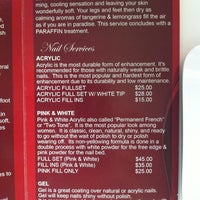 ming, cooling sensation and leaving your skin
wonderfully soft. Your legs and feet then dry as
calming aromas of tangerine & lemongrass fill the air
as if you are in paradise. This service concludes with a
PARAFFIN treatment.
Nail Services
ACRYLIC
Acrylic is the most durable form of enhancement. It's
recommended for those with naturally weak and brittle
nails. This is the most popular and hardest form of
enhancement due to its durability and low maintenance.
ACRYLIC FULLSET $25.00
ACRYLIC FULL SET W/ WHITE TIP $28.00
ACRYLIC FILL INS $15.00
PINK & WHITE
Pink & White Acrylic also called "Permanent French"
or "Two Tone". It is the most popular look among
women. It is classic, clean, natural, shiny, and ready
to go without the wait of polish to dry or polish wearing
off. Its non-yellowing formula is done in
a double process with white powder for the free edge &
pink powder for the nail bed.
FULL SET (Pink & White) $45.00
FILL INS (Pink & White) $35.00
PINK FILL ONLY $25.00
GEL
Gel is a great coating over natural or acrylic nails. Gel
will keep nails shiny without polish.